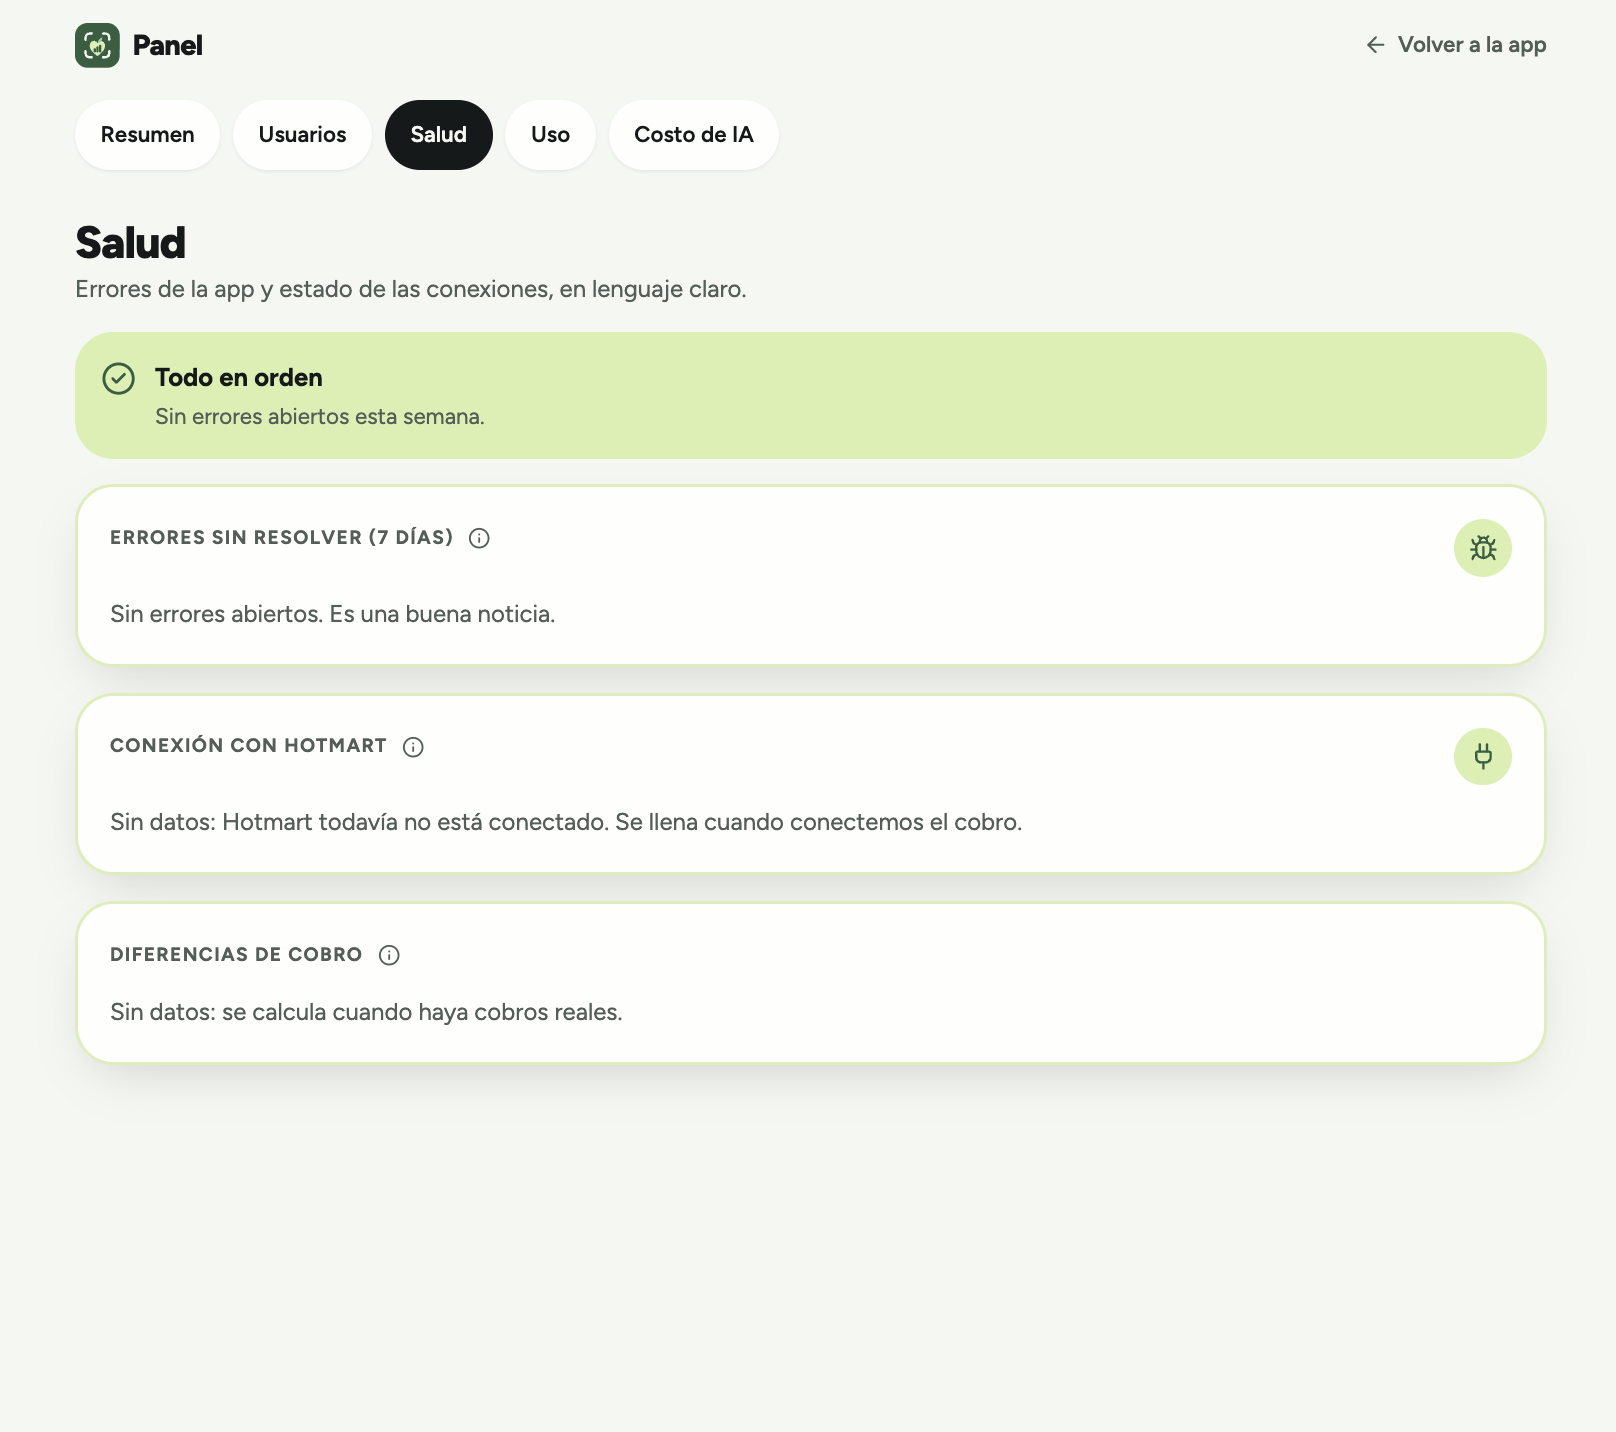 Panel
Volver a la app
Resumen
Usuarios
Salud
Uso
Costo de IA
Salud
Errores de la app y estado de las conexiones, en lenguaje claro.
Todo en orden
Sin errores abiertos esta semana.
ERRORES SIN RESOLVER (7 DÍAS)
Sin errores abiertos. Es una buena noticia.
CONEXIÓN CON HOTMART
Sin datos: Hotmart todavía no está conectado. Se llena cuando conectemos el cobro.
DIFERENCIAS DE COBRO
Sin datos: se calcula cuando haya cobros reales.